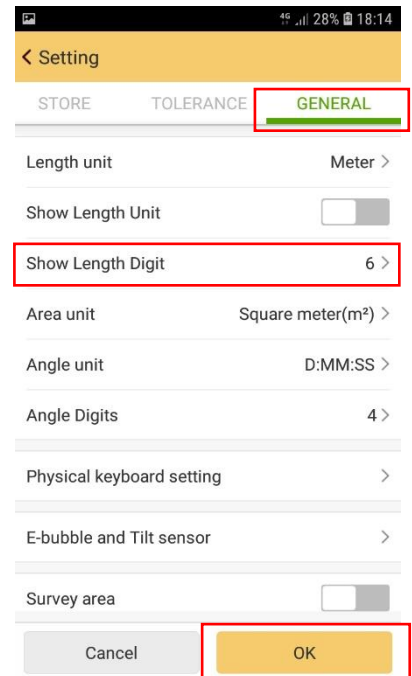 4G 28% 18:14
< Setting
STORE TOLERANCE GENERAL
Length unit Meter >
Show Length Unit
Show Length Digit 6 >
Area unit Square meter(m²) >
Angle unit D:MM:SS >
Angle Digits 4 >
Physical keyboard setting >
E-bubble and Tilt sensor >
Survey area
Cancel OK